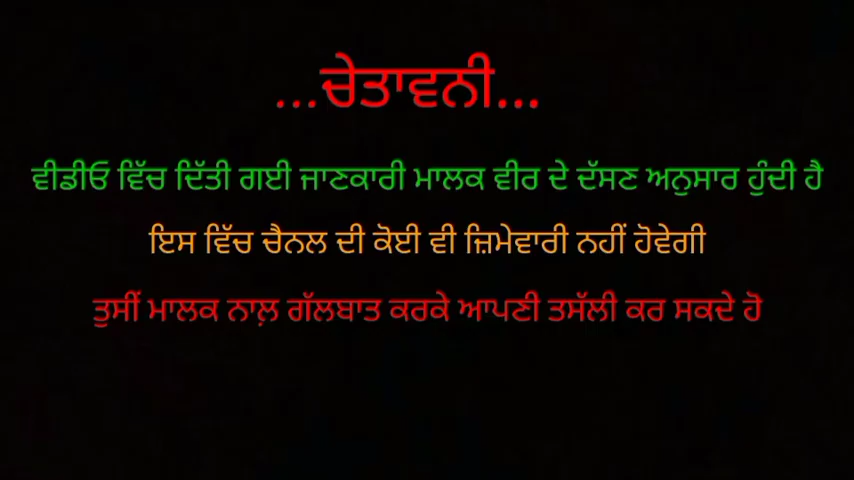 ...ਚੇਤਾਵਨੀ...
ਵੀਡੀਓ ਵਿੱਚ ਦਿੱਤੀ ਗਈ ਜਾਣਕਾਰੀ ਮਾਲਕ ਵੀਰ ਦੇ ਦੱਸਣ ਅਨੁਸਾਰ ਹੁੰਦੀ ਹੈ
ਇਸ ਵਿੱਚ ਚੈਨਲ ਦੀ ਕੋਈ ਵੀ ਜ਼ਿਮੇਵਾਰੀ ਨਹੀਂ ਹੋਵੇਗੀ
ਤੁਸੀਂ ਮਾਲਕ ਨਾਲ਼ ਗੱਲਬਾਤ ਕਰਕੇ ਆਪਣੀ ਤਸੱਲੀ ਕਰ ਸਕਦੇ ਹੋ